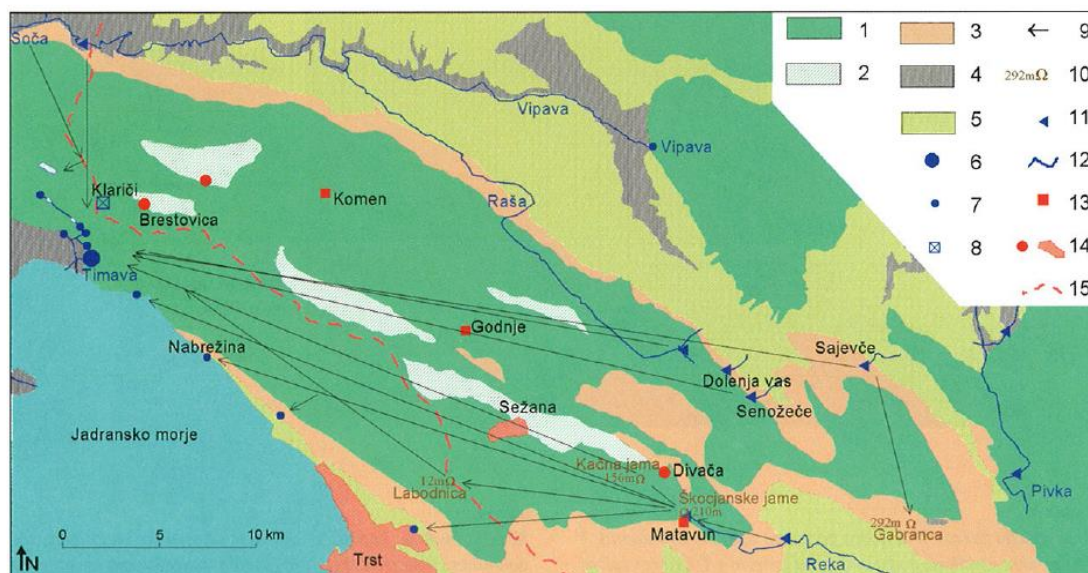 Soča
Vipava
Vipava
Raša
Klariči
Brestovica
Komen
Timava
Godnje
Nabrežina
Sajevče
Dolenja vas
Senožeče
Sežana
Jadransko morje
Kačna jama
156mΩ
Divača
12mΩ
Labodnica
Škocjanske jame
Ω 210m
Matavun
Pivka
292m Ω
Gabranca
Reka
Trst
0 5 10 km
N
1 3 9
2 4 292mΩ 10
5 11
6 12
7 13
8 14
15